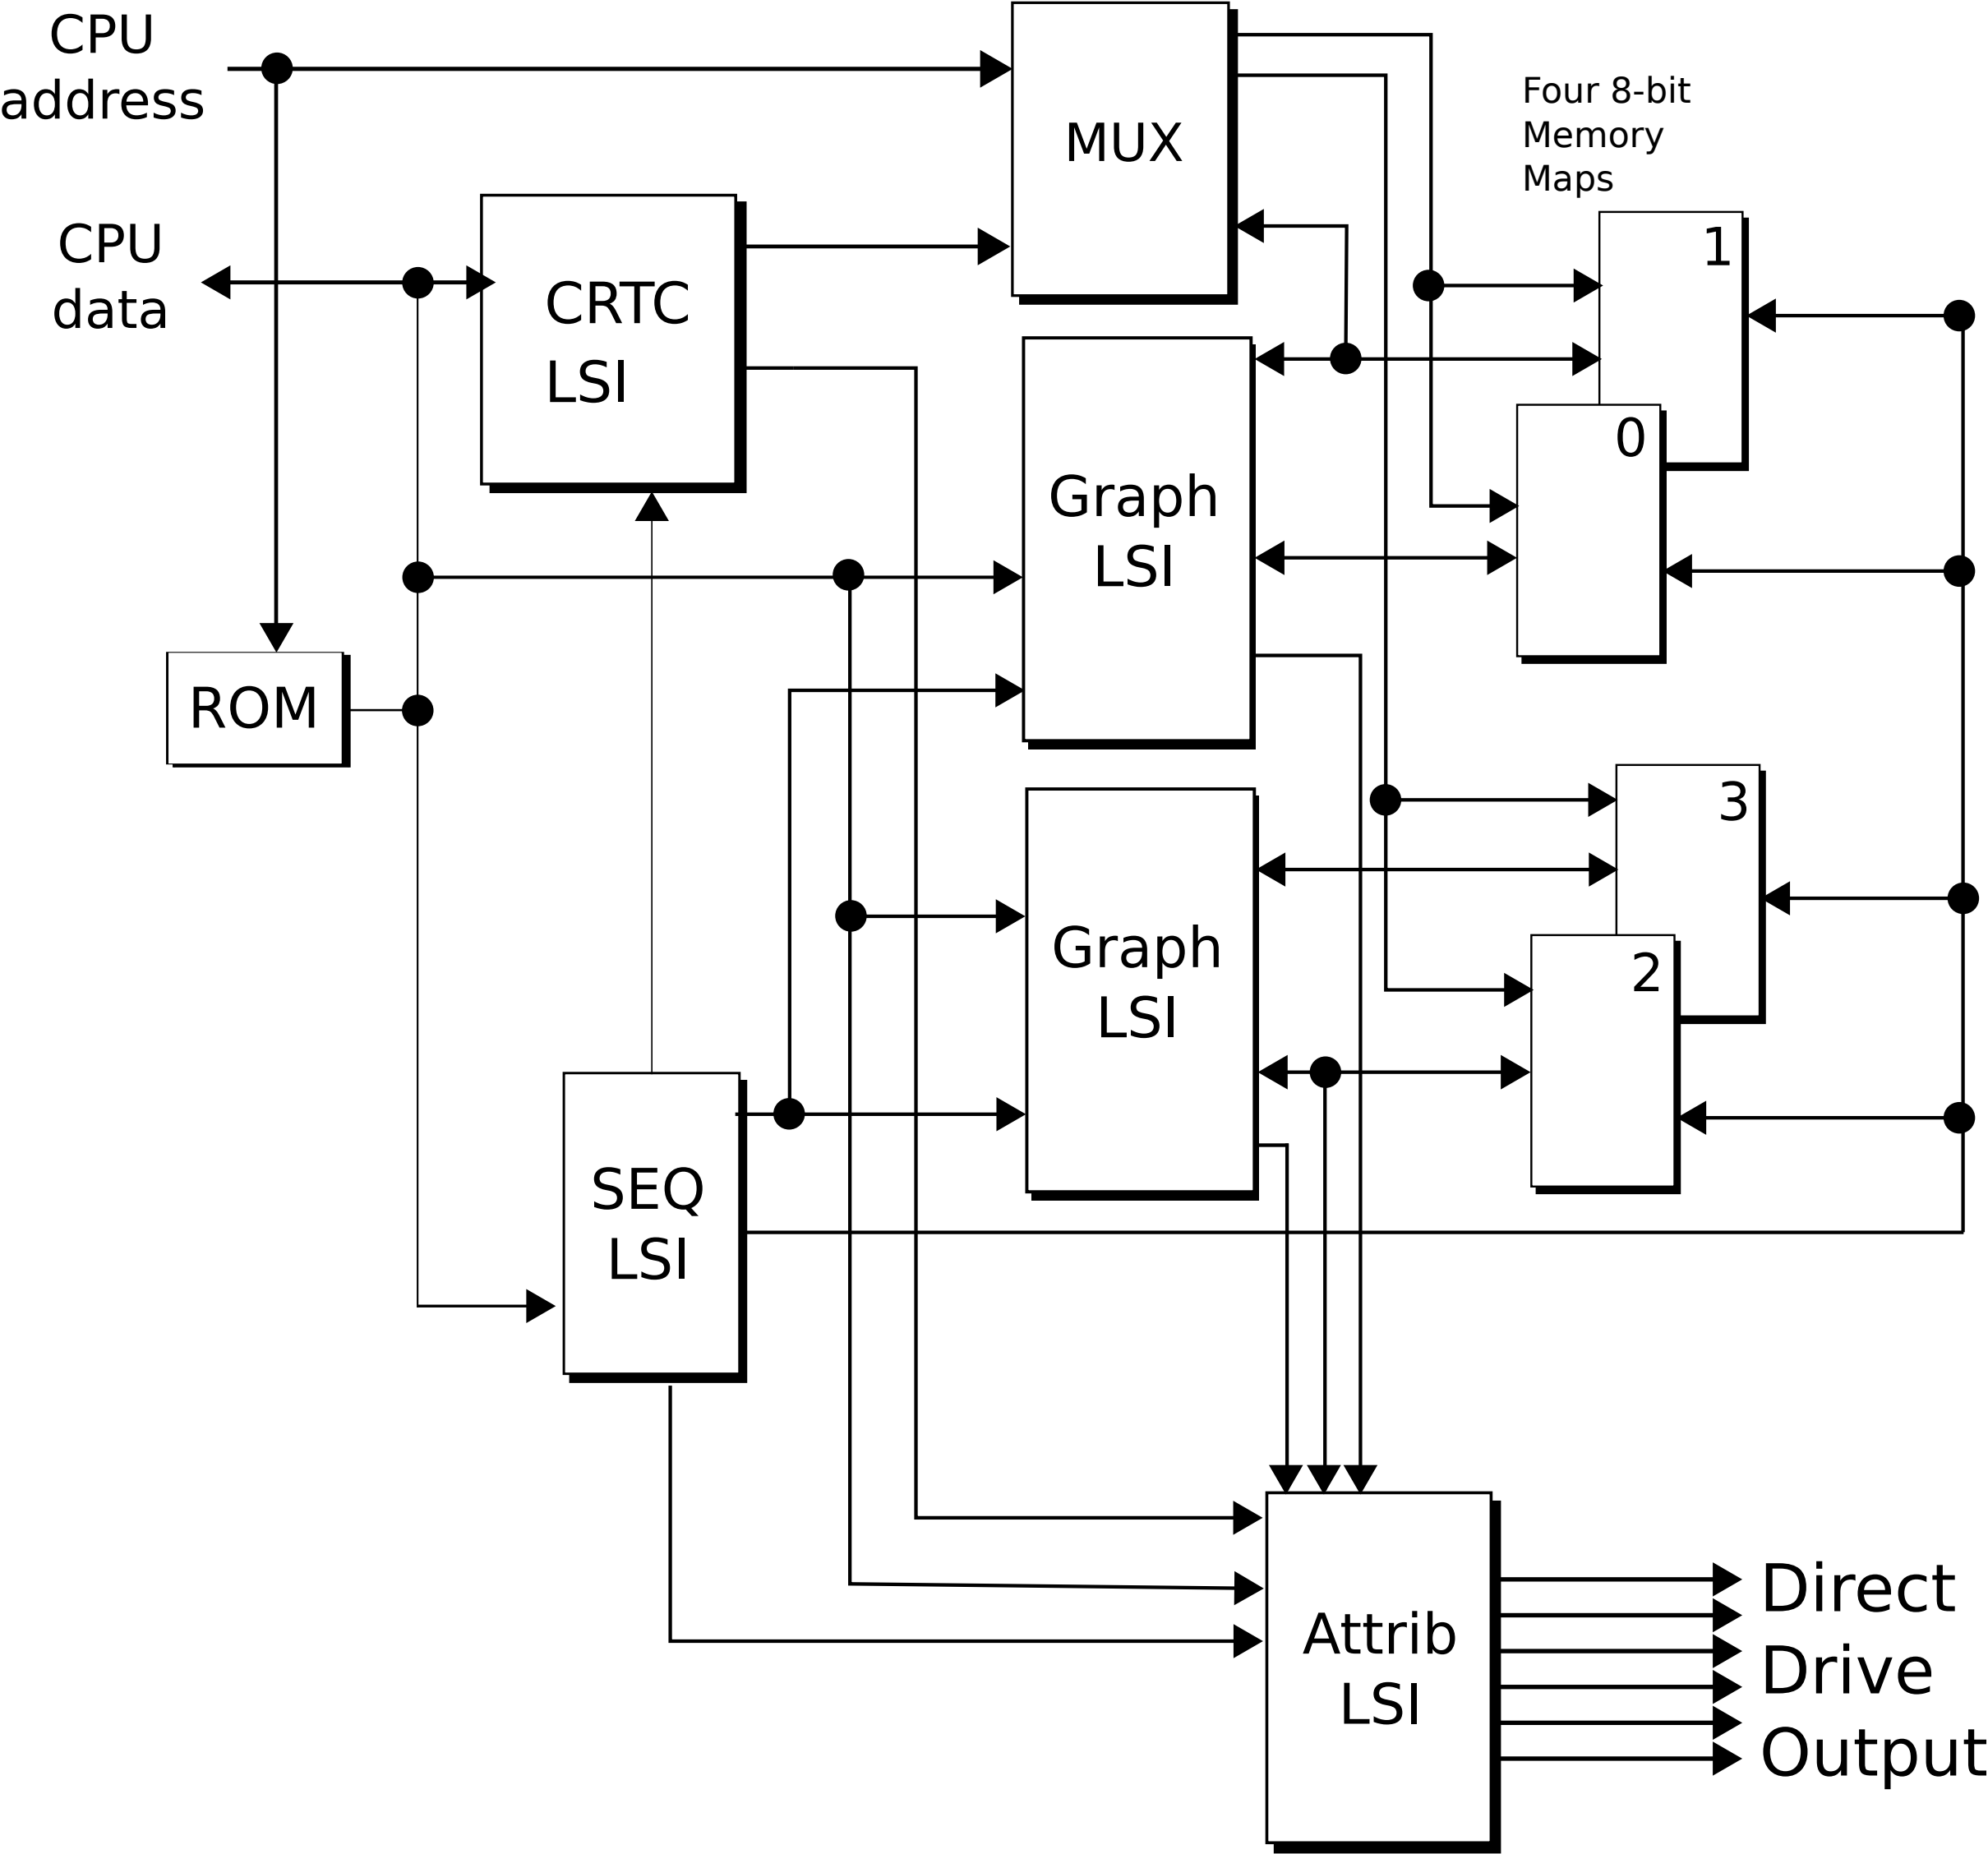 CPU
address
CPU
data
MUX
Four 8-bit
Memory
Maps
1
CRTC
LSI
0
Graph
LSI
ROM
3
Graph
LSI
2
SEQ
LSI
Attrib
LSI
Direct
Drive
Output